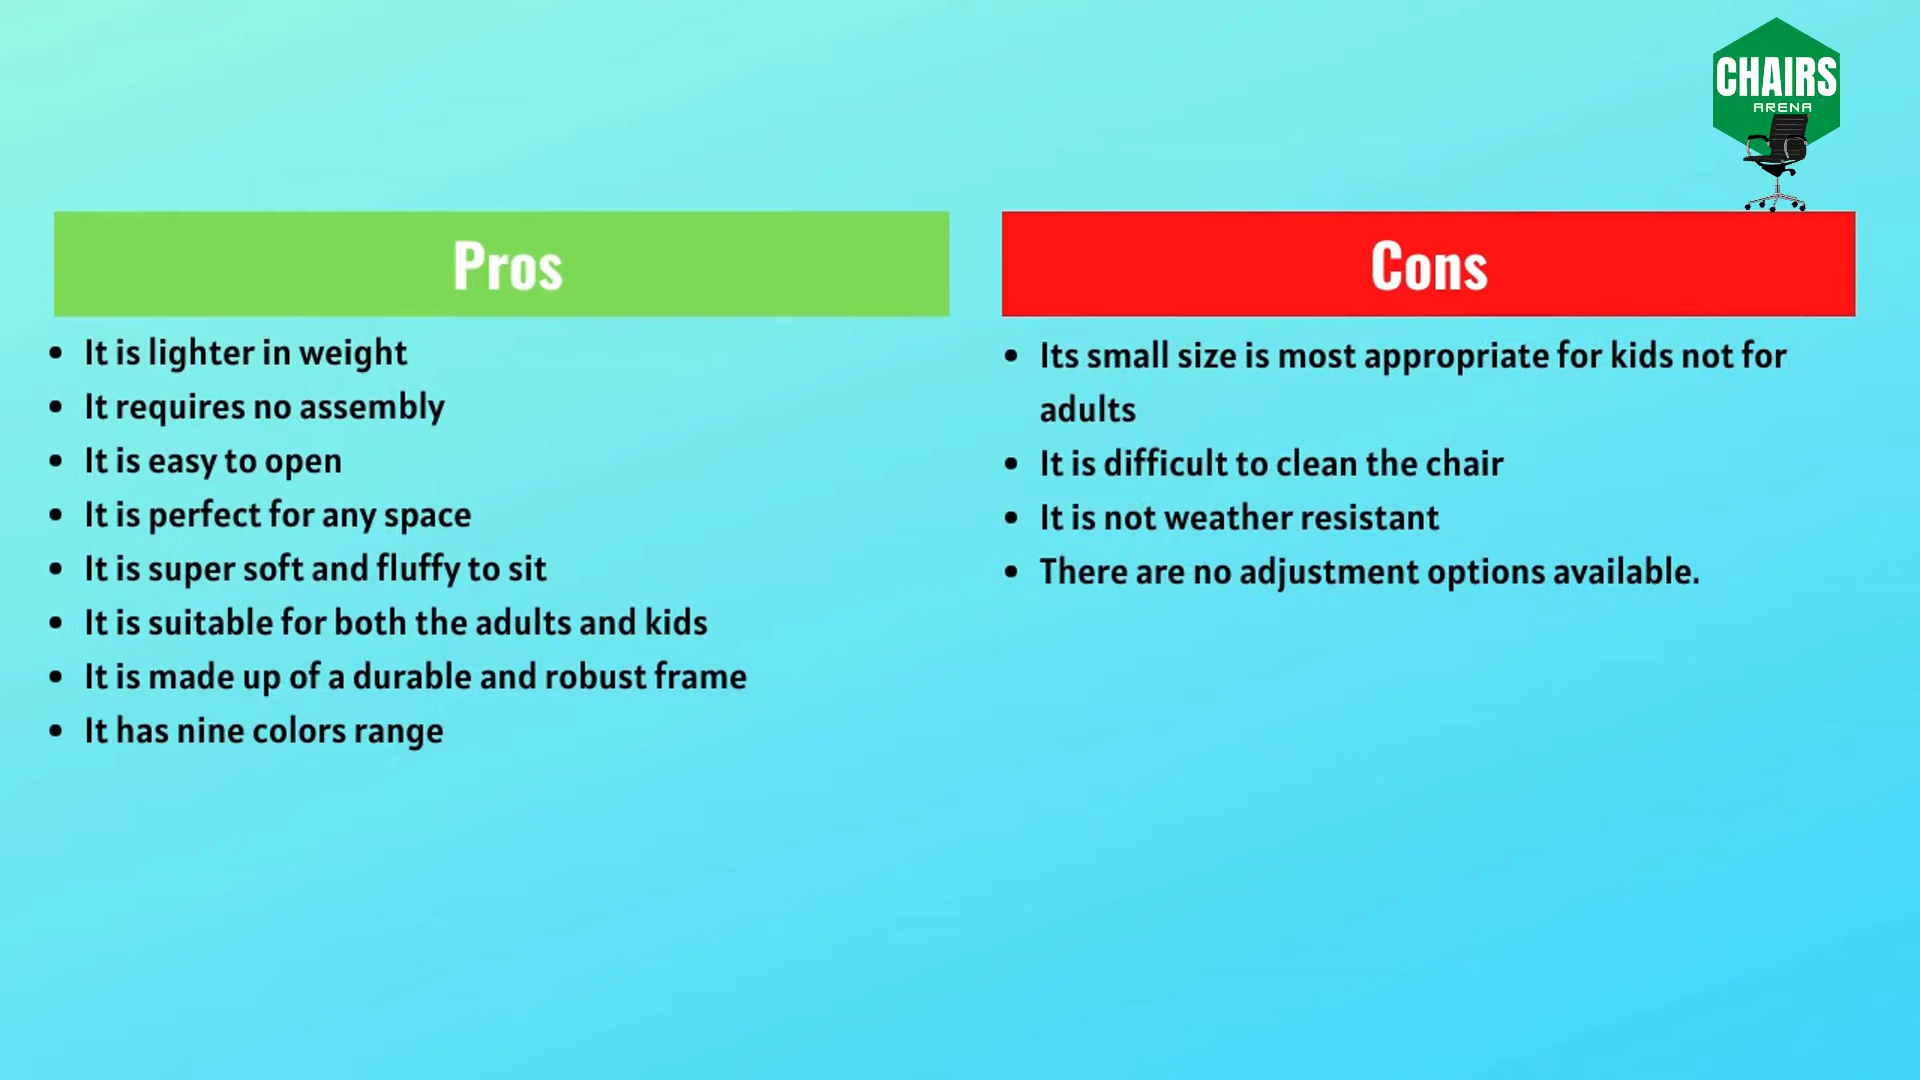 CHAIRS
ARENA
Pros
• It is lighter in weight
• It requires no assembly
• It is easy to open
• It is perfect for any space
• It is super soft and fluffy to sit
• It is suitable for both the adults and kids
• It is made up of a durable and robust frame
• It has nine colors range
Cons
• Its small size is most appropriate for kids not for
adults
• It is difficult to clean the chair
• It is not weather resistant
• There are no adjustment options available.